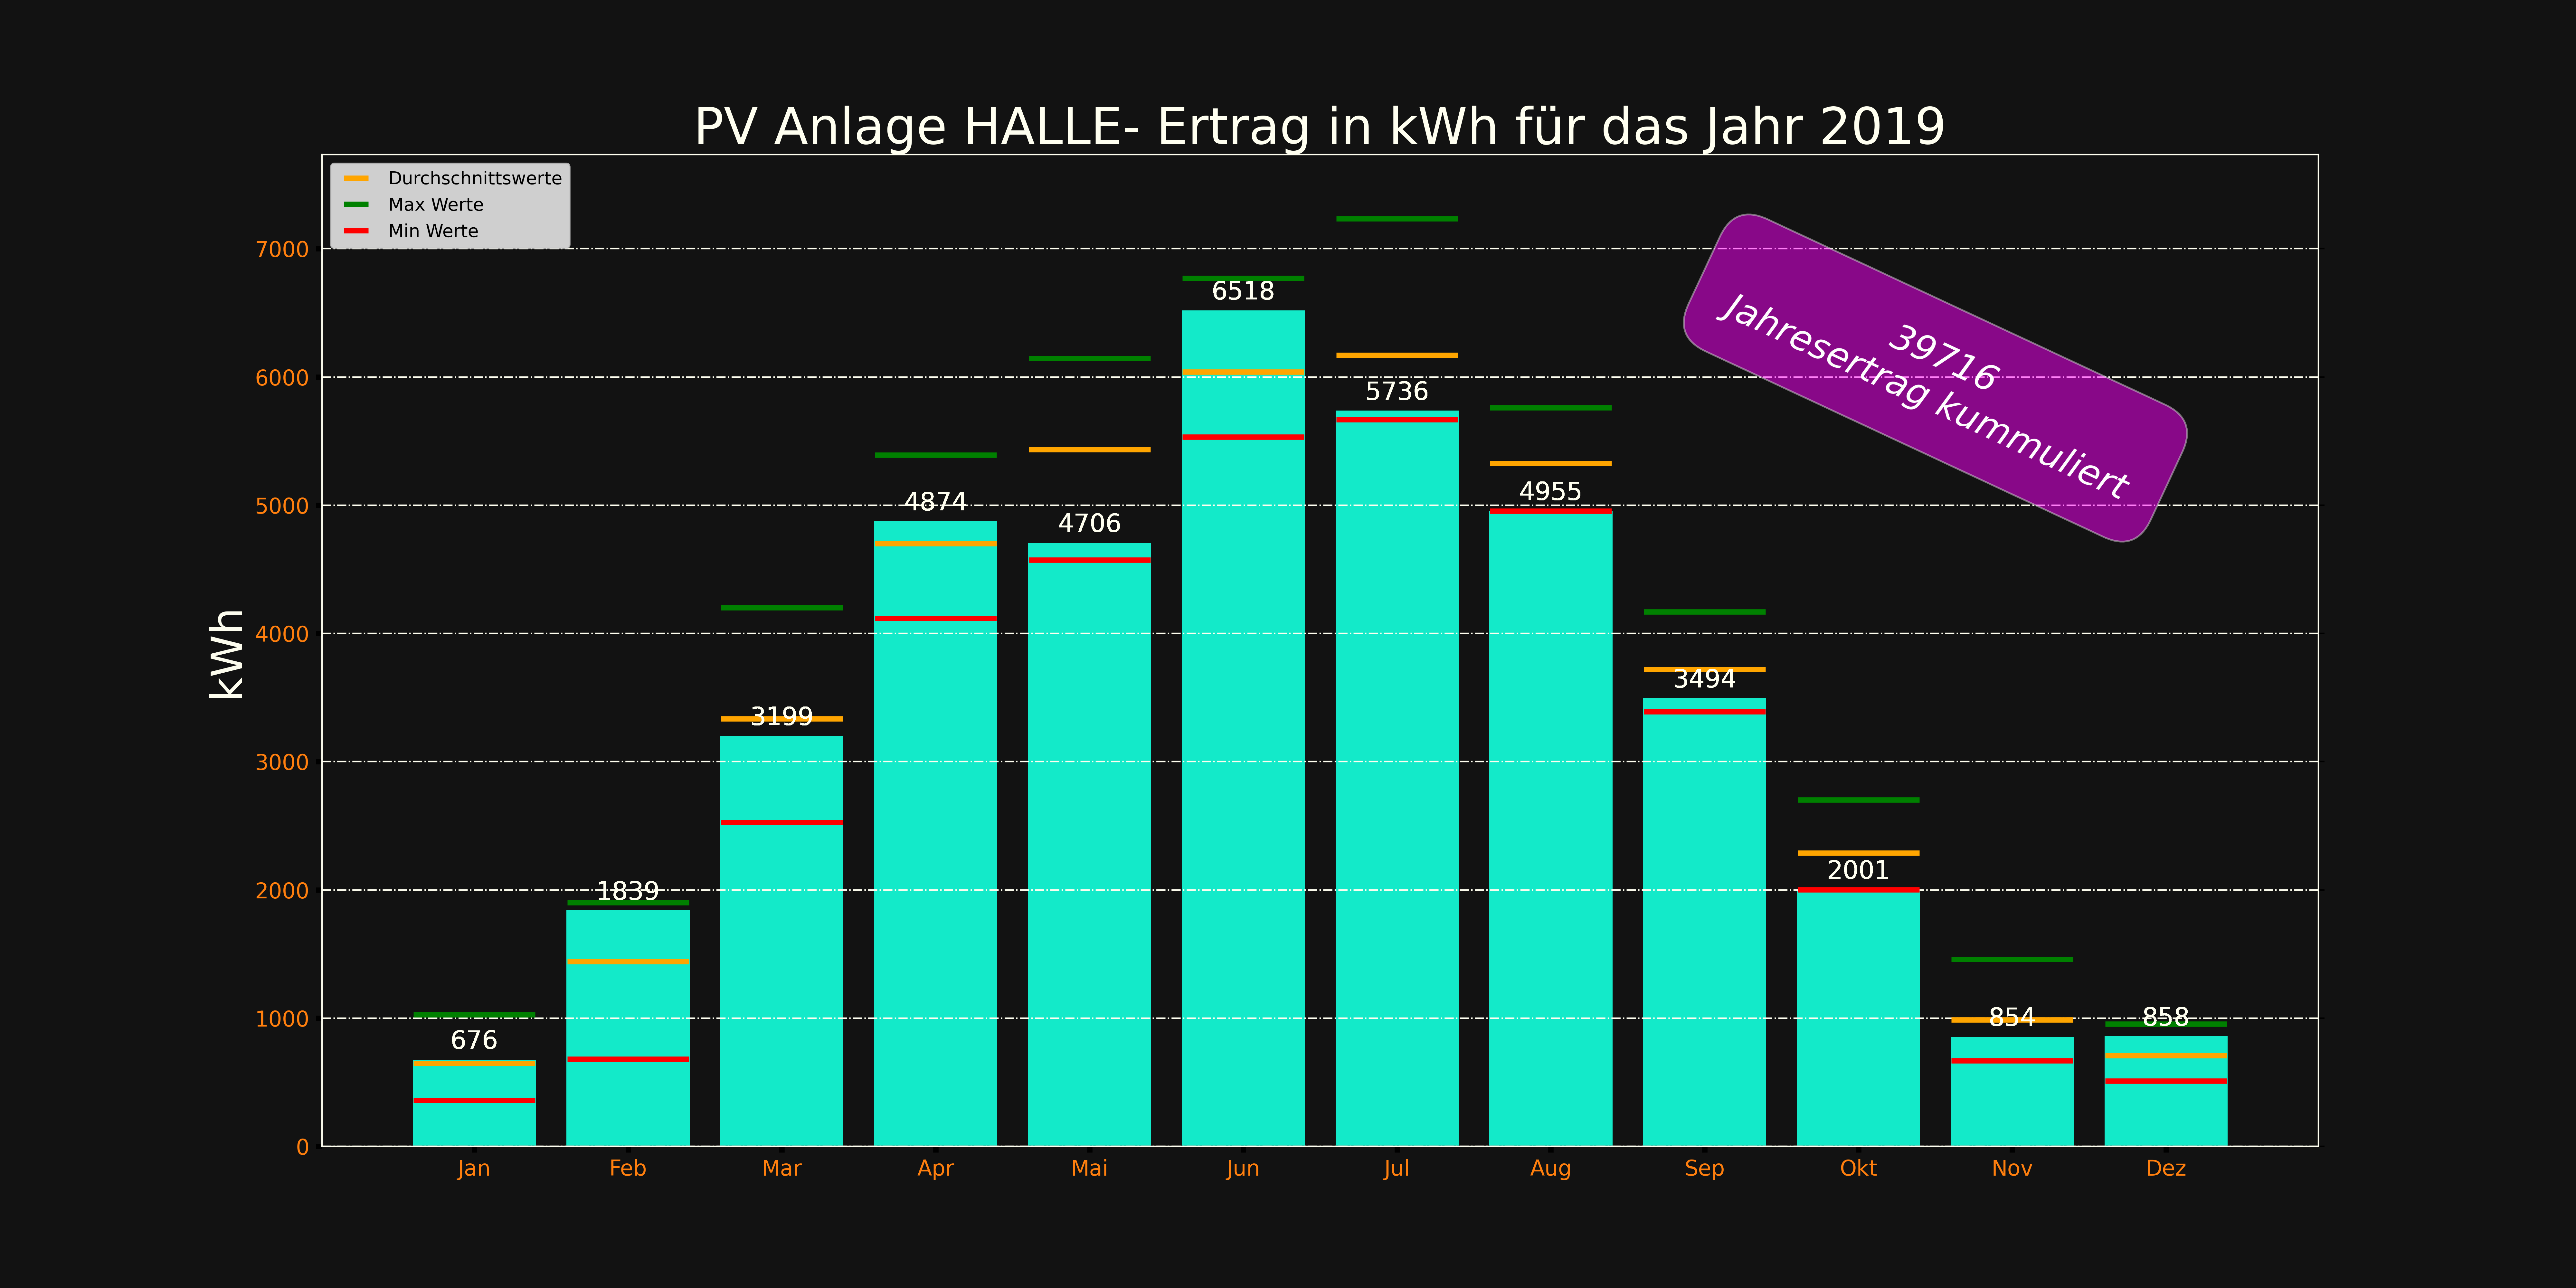 PV Anlage HALLE- Ertrag in kWh für das Jahr 2019
Durchschnittswerte
Max Werte
Min Werte
39716
Jahresertrag kummuliert
kWh
7000
6000
5000
4000
3000
2000
1000
0
676
1839
3199
4874
4706
6518
5736
4955
3494
2001
854
858
Jan
Feb
Mar
Apr
Mai
Jun
Jul
Aug
Sep
Okt
Nov
Dez